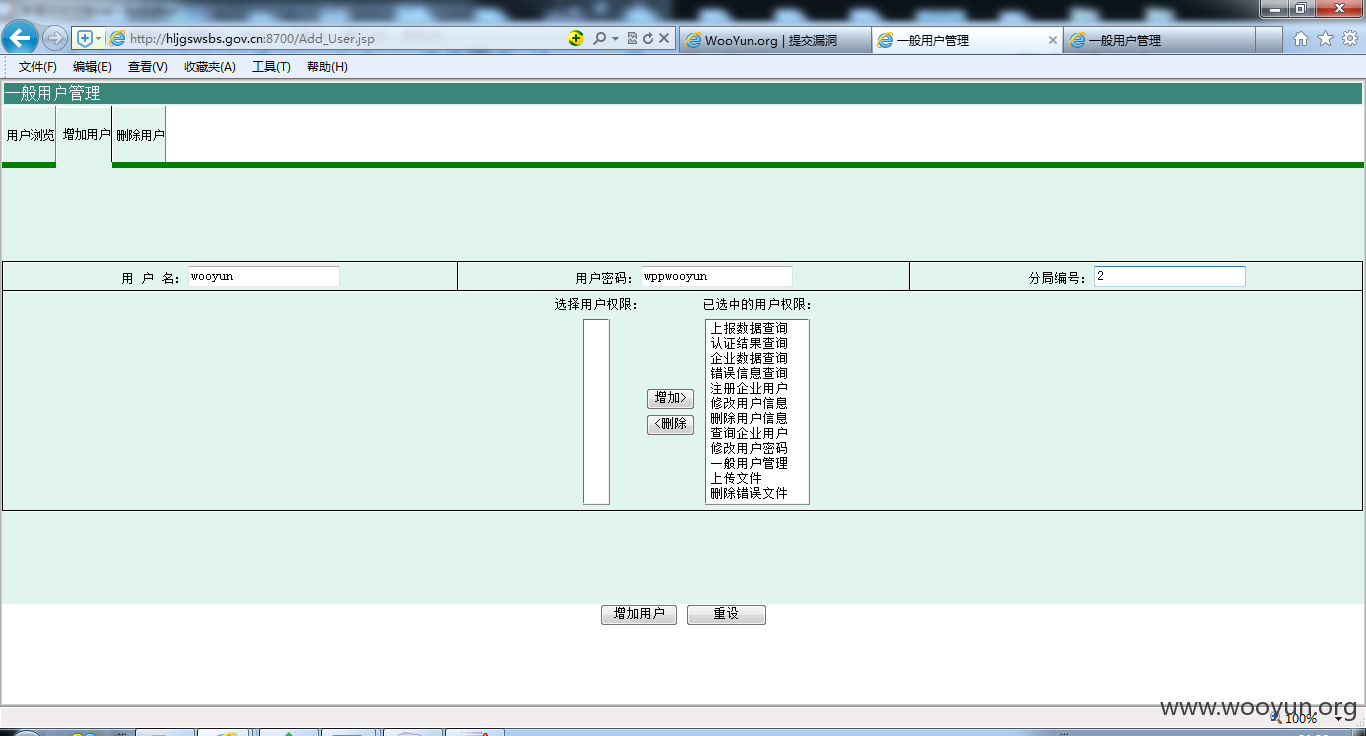 http://hljgswsbs.gov.cn:8700/Add_User.jsp
WooYun.org | 提交漏洞
一般用户管理
一般用户管理
文件(F) 编辑(E) 查看(V) 收藏夹(A) 工具(T) 帮助(H)
一般用户管理
用户浏览 增加用户 删除用户
用 户 名： wooyun 用户密码： wppwooyun 分局编号： 2
选择用户权限： 已选中的用户权限：
上报数据查询
认证结果查询
企业数据查询
错误信息查询
注册企业用户
修改用户信息
删除用户信息
查询企业用户
修改用户密码
一般用户管理
上传文件
删除错误文件
增加>
<删除
增加用户 重设
www.wooyun.org
100%